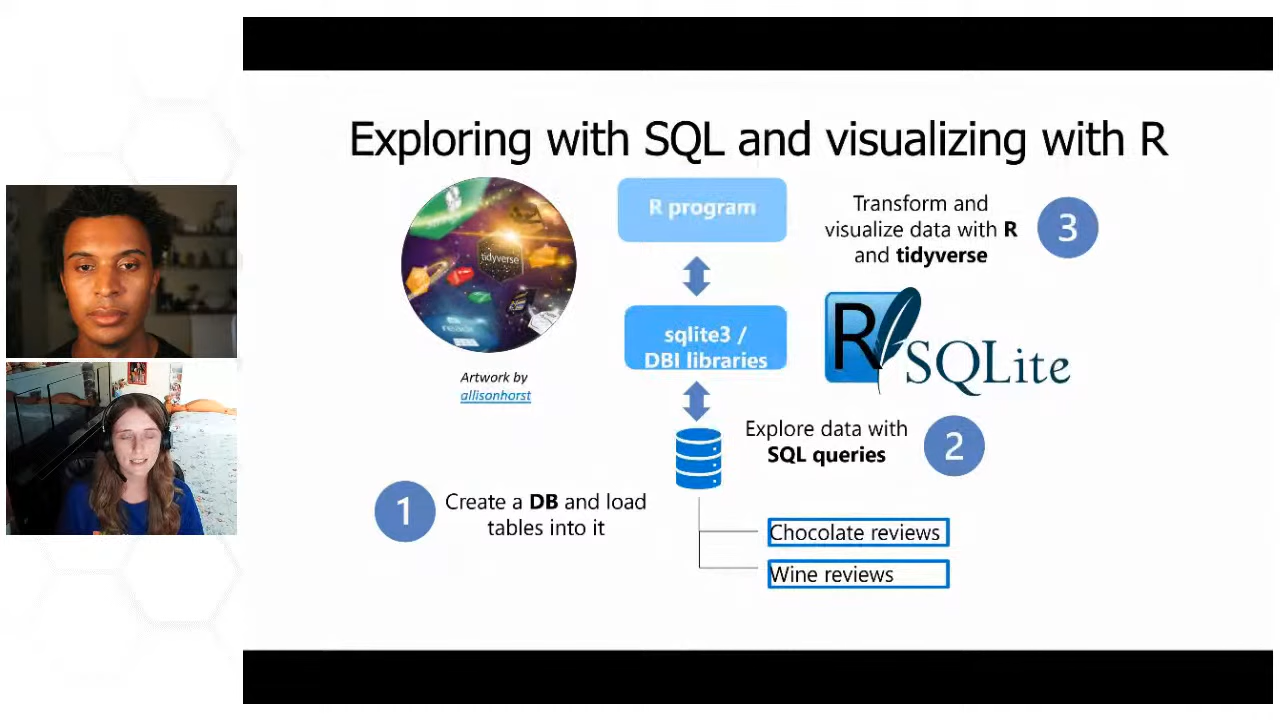 Exploring with SQL and visualizing with R
tidyverse
Artwork by
allisonhorst
R program
sqlite3 /
DBI libraries
Transform and
visualize data with R
and tidyverse
3
R
SQLite
Explore data with
SQL queries
2
1
Create a DB and load
tables into it
Chocolate reviews
Wine reviews